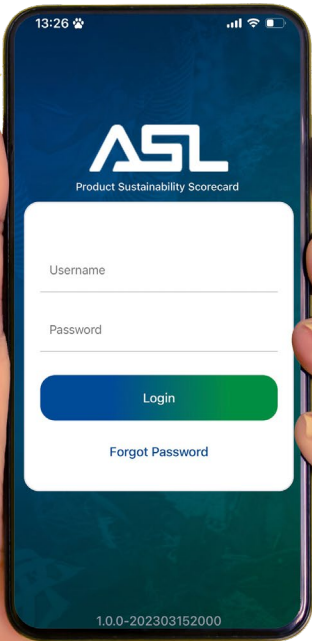 13:26
ASL
Product Sustainability Scorecard
Username
Password
Login
Forgot Password
1.0.0-202303152000